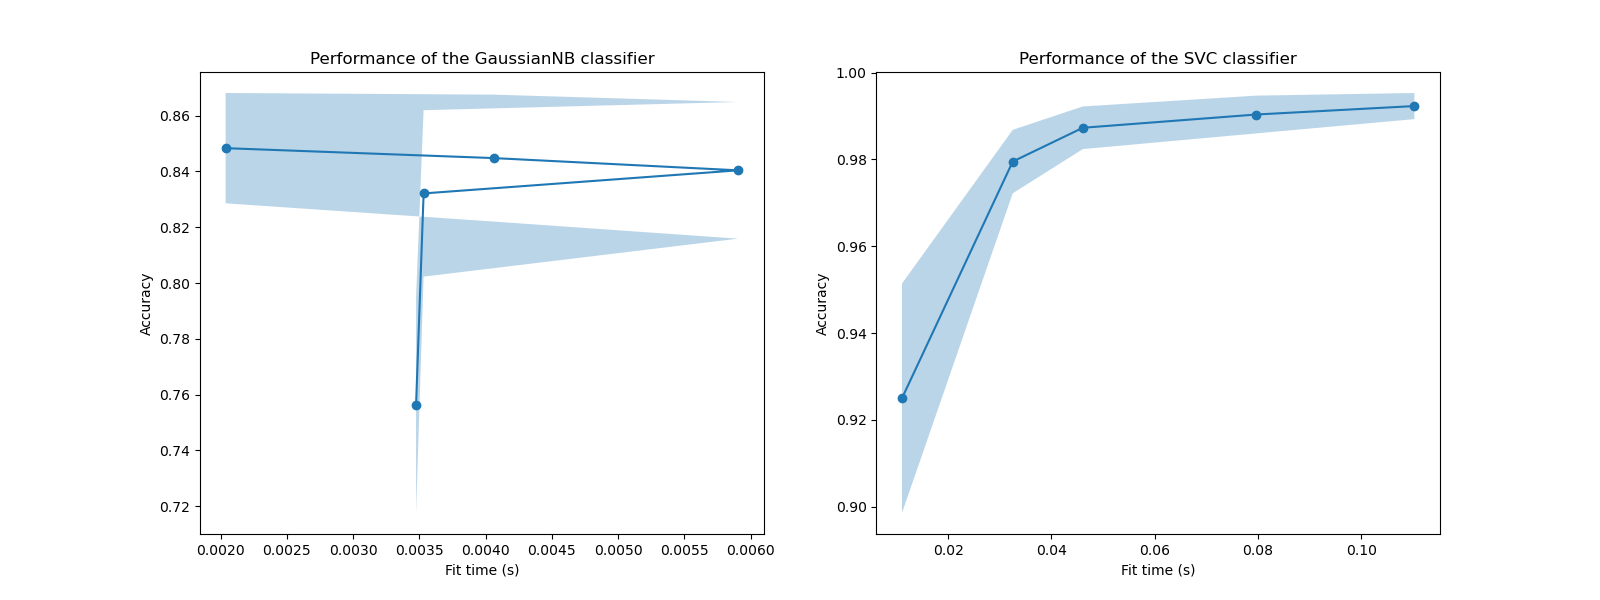 Performance of the GaussianNB classifier
Accuracy
0.86
0.84
0.82
0.80
0.78
0.76
0.74
0.72
0.0020 0.0025 0.0030 0.0035 0.0040 0.0045 0.0050 0.0055 0.0060
Fit time (s)
Performance of the SVC classifier
Accuracy
1.00
0.98
0.96
0.94
0.92
0.90
0.02 0.04 0.06 0.08 0.10
Fit time (s)